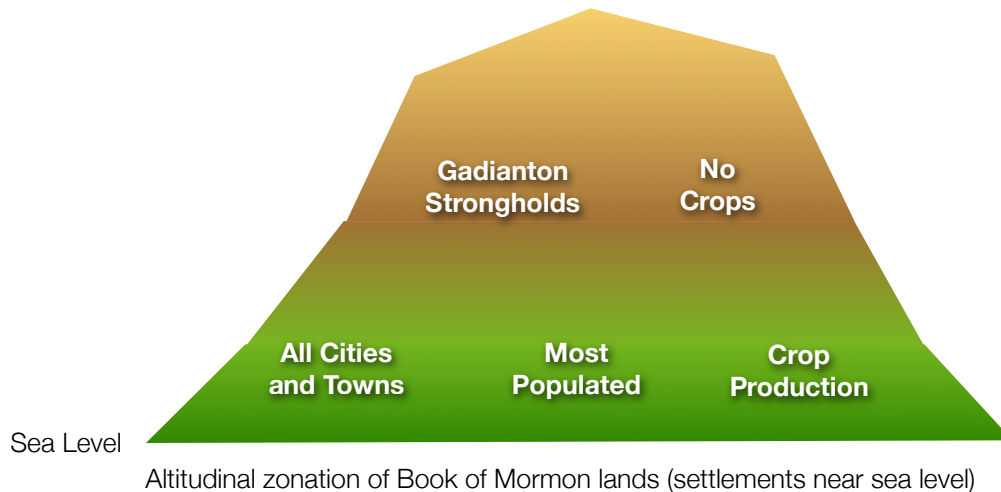 Gadianton
Strongholds
No
Crops
All Cities
and Towns
Most
Populated
Crop
Production
Sea Level
Altitudinal zonation of Book of Mormon lands (settlements near sea level)